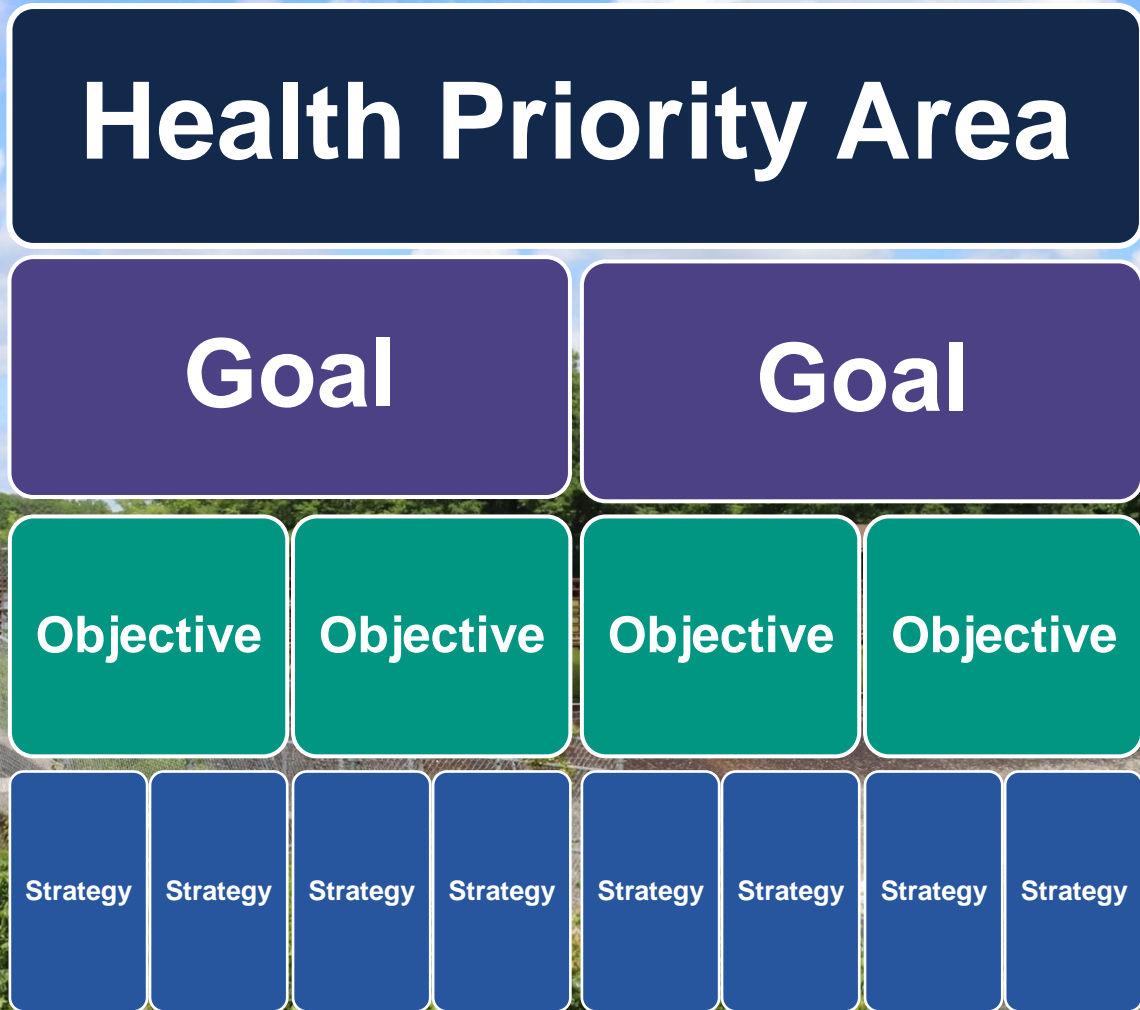 Health Priority Area
Goal Goal
Objective Objective Objective Objective
Strategy Strategy Strategy Strategy Strategy Strategy Strategy Strategy